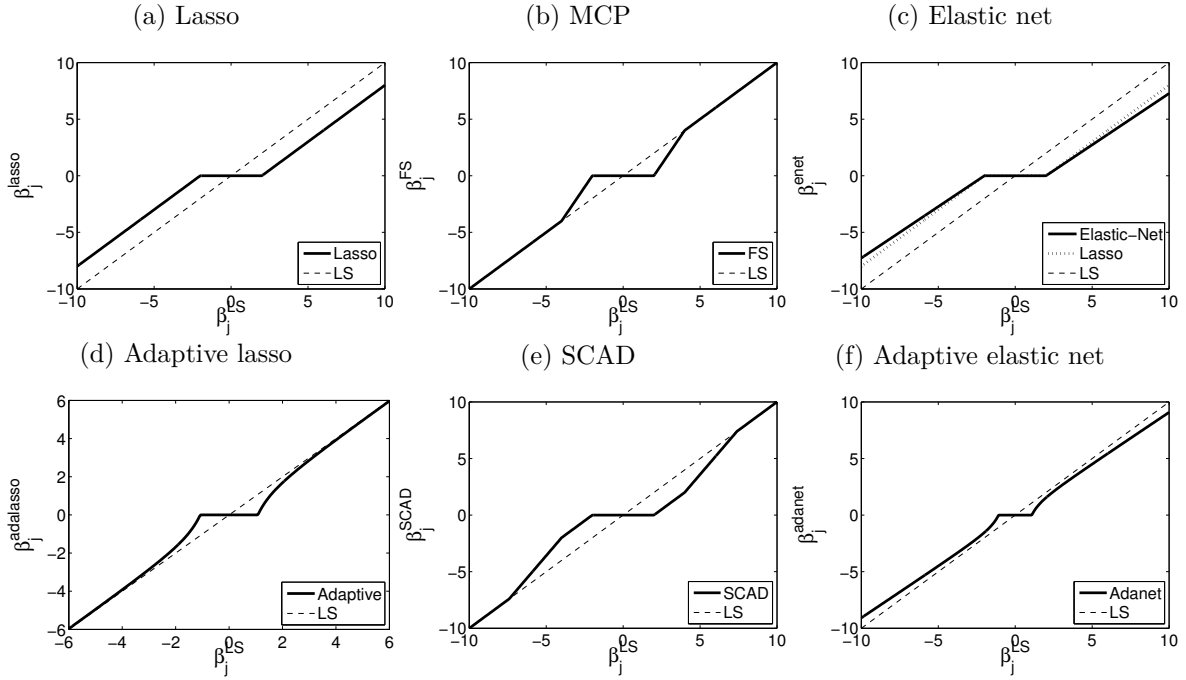 (a) Lasso
(b) MCP
(c) Elastic net
10
5
0
−5
−10
−10
−5
0
5
10
β_j^lasso
β_j^LS
Lasso
LS
10
5
0
−5
−10
−10
−5
0
5
10
β_j^FS
β_j^LS
FS
LS
10
5
0
−5
−10
−10
−5
0
5
10
β_j^enet
β_j^LS
Elastic−Net
Lasso
LS
(d) Adaptive lasso
(e) SCAD
(f) Adaptive elastic net
6
4
2
0
−2
−4
−6
−6
−4
−2
0
2
4
6
β_j^adalasso
β_j^LS
Adaptive
LS
10
5
0
−5
−10
−10
−5
0
5
10
β_j^SCAD
β_j^LS
SCAD
LS
10
5
0
−5
−10
−10
−5
0
5
10
β_j^adanet
β_j^LS
Adanet
LS